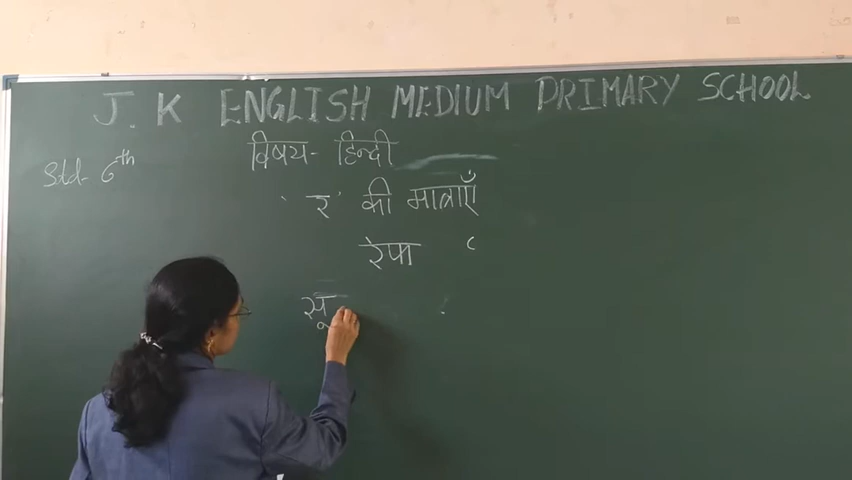 J. K ENGLISH MEDIUM PRIMARY SCHOOL
Std- 6th
विषय - हिन्दी
'र' की मात्राएँ
रेफा
सू